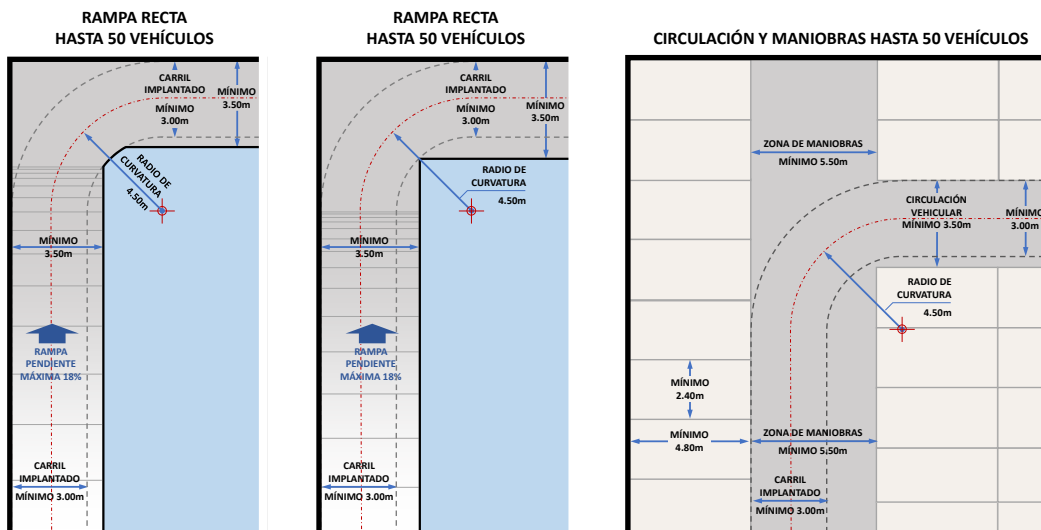 RAMPA RECTA
HASTA 50 VEHÍCULOS
CARRIL
IMPLANTADO
MÍNIMO
3.50m
MÍNIMO
3.00m
RADIO DE
CURVATURA
4.50m
MÍNIMO
3.50m
RAMPA
PENDIENTE
MÁXIMA 18%
CARRIL
IMPLANTADO
MÍNIMO 3.00m
RAMPA RECTA
HASTA 50 VEHÍCULOS
CARRIL
IMPLANTADO
MÍNIMO
3.50m
MÍNIMO
3.00m
RADIO DE
CURVATURA
4.50m
MÍNIMO
3.50m
RAMPA
PENDIENTE
MÁXIMA 18%
CARRIL
IMPLANTADO
MÍNIMO 3.00m
CIRCULACIÓN Y MANIOBRAS HASTA 50 VEHÍCULOS
ZONA DE MANIOBRAS
MÍNIMO 5.50m
CIRCULACIÓN
VEHICULAR
MÍNIMO 3.50m
MÍNIMO
3.00m
RADIO DE
CURVATURA
4.50m
MÍNIMO
2.40m
MÍNIMO
4.80m
ZONA DE MANIOBRAS
MÍNIMO 5.50m
CARRIL
IMPLANTADO
MÍNIMO 3.00m